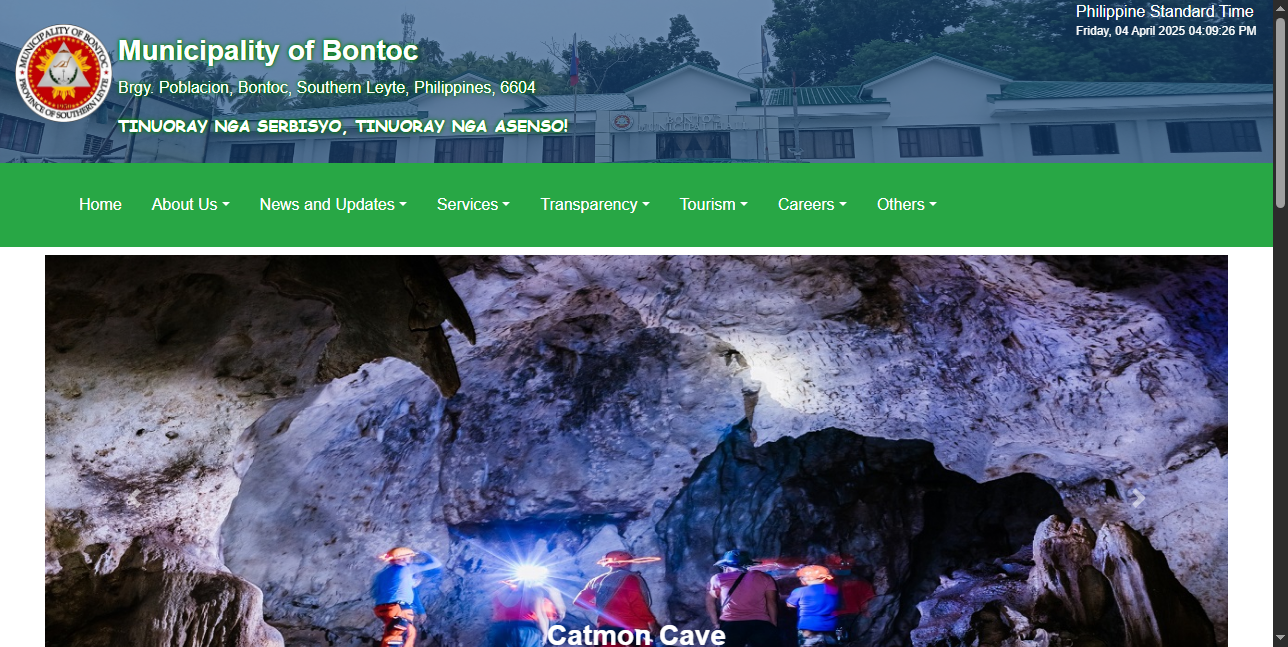 Philippine Standard Time
Friday, 04 April 2025 04:09:26 PM
MUNICIPALITY OF BONTOC
PROVINCE OF SOUTHERN LEYTE
Municipality of Bontoc
Brgy. Poblacion, Bontoc, Southern Leyte, Philippines, 6604
TINUORAY NGA SERBISYO, TINUORAY NGA ASENSO!
BONTOC
Home
About Us
News and Updates
Services
Transparency
Tourism
Careers
Others
Catmon Cave